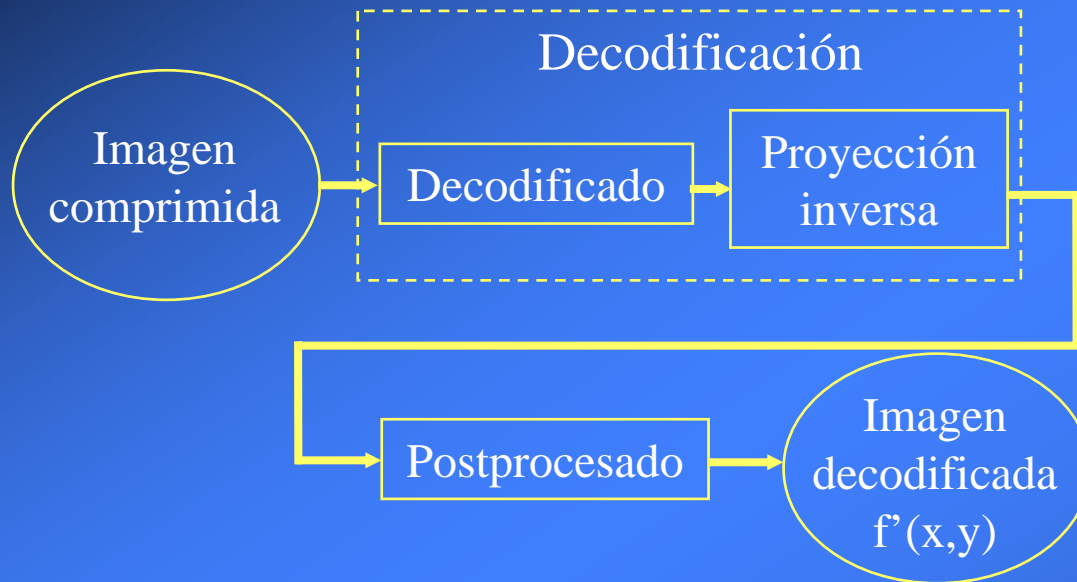 Decodificación
Imagen
comprimida
Decodificado
Proyección
inversa
Postprocesado
Imagen
decodificada
f’(x,y)